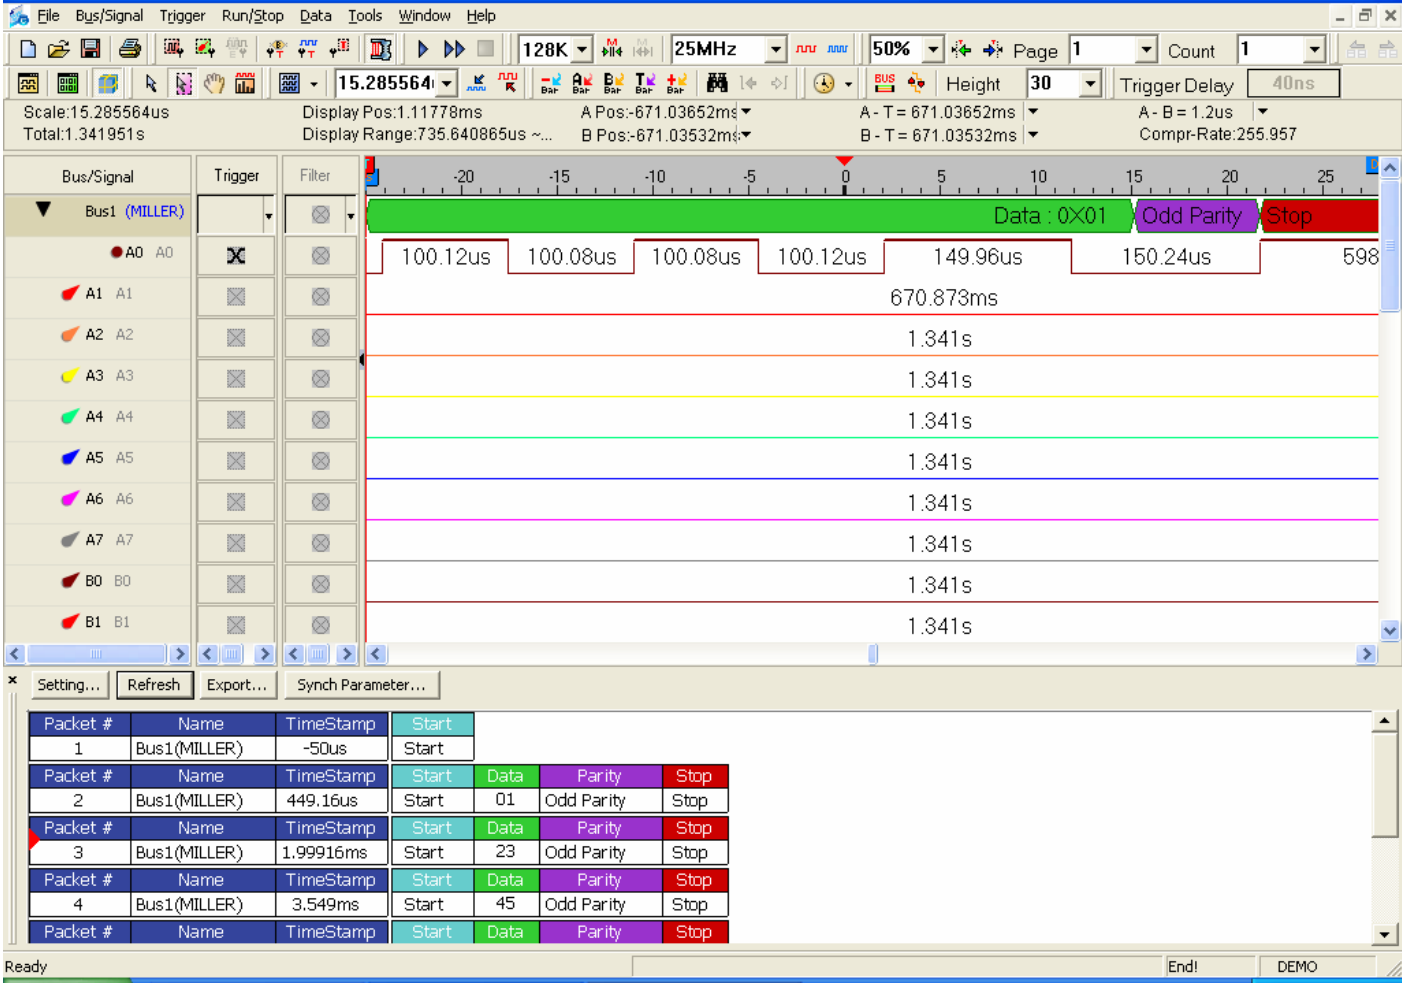 File Bus/Signal Trigger Run/Stop Data Tools Window Help
128K 25MHz 50% Page 1 Count 1
15.285564 Bar Bar Bar Bar Bar BUS Height 30 Trigger Delay 40ns
Scale:15.285564us Display Pos:1.11778ms A Pos:-671.03652ms A - T = 671.03652ms A - B = 1.2us
Total:1.341951s Display Range:735.640865us ~... B Pos:-671.03532ms B - T = 671.03532ms Compr-Rate:255.957
Bus/Signal Trigger Filter -20 -15 -10 -5 0 5 10 15 20 25
Bus1 (MILLER) Data : 0X01 Odd Parity Stop
A0 A0 100.12us 100.08us 100.08us 100.12us 149.96us 150.24us 598
A1 A1 670.873ms
A2 A2 1.341s
A3 A3 1.341s
A4 A4 1.341s
A5 A5 1.341s
A6 A6 1.341s
A7 A7 1.341s
B0 B0 1.341s
B1 B1 1.341s
Setting... Refresh Export... Synch Parameter...
Packet # Name TimeStamp Start
1 Bus1(MILLER) -50us Start
Packet # Name TimeStamp Start Data Parity Stop
2 Bus1(MILLER) 449.16us Start 01 Odd Parity Stop
Packet # Name TimeStamp Start Data Parity Stop
3 Bus1(MILLER) 1.99916ms Start 23 Odd Parity Stop
Packet # Name TimeStamp Start Data Parity Stop
4 Bus1(MILLER) 3.549ms Start 45 Odd Parity Stop
Packet # Name TimeStamp Start Data Parity Stop
Ready End! DEMO